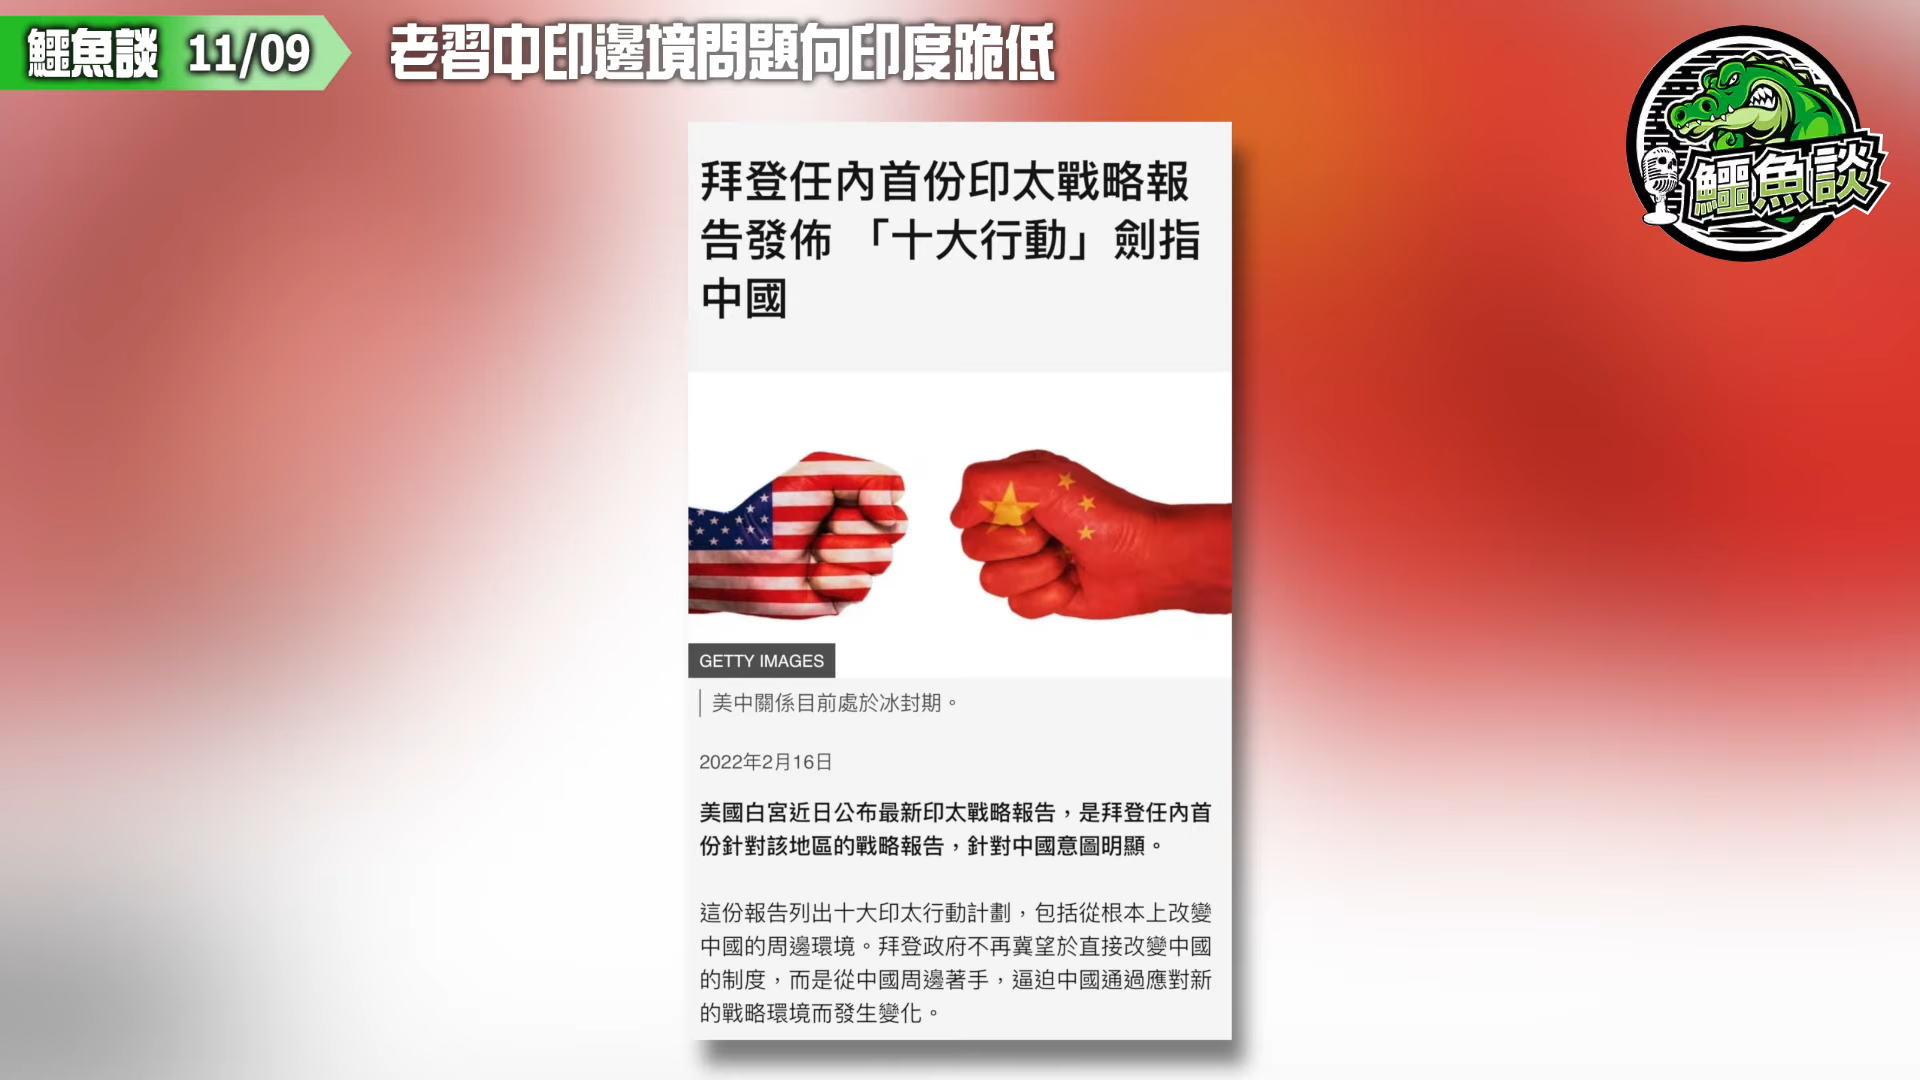 鱷魚談 11/09
老習中印邊境問題向印度跪低
鱷魚談
拜登任內首份印太戰略報
告發佈 「十大行動」劍指
中國
GETTY IMAGES
美中關係目前處於冰封期。
2022年2月16日
美國白宮近日公布最新印太戰略報告，是拜登任內首
份針對該地區的戰略報告，針對中國意圖明顯。
這份報告列出十大印太行動計劃，包括從根本上改變
中國的周邊環境。拜登政府不再冀望於直接改變中國
的制度，而是從中國周邊著手，逼迫中國通過應對新
的戰略環境而發生變化。